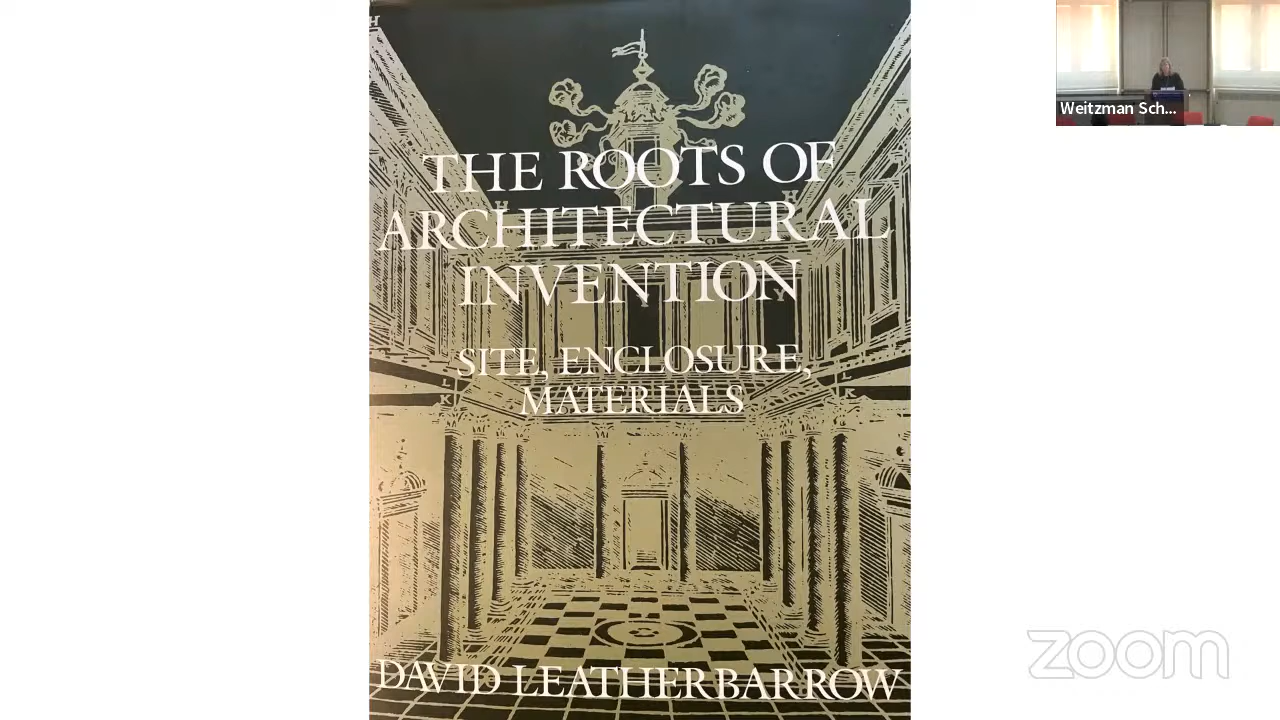 THE ROOTS OF
ARCHITECTURAL
INVENTION
SITE, ENCLOSURE,
MATERIALS
DAVID LEATHERBARROW
Weitzman Sch...
zoom
H
H
H
Y
Y
L
K
L
K